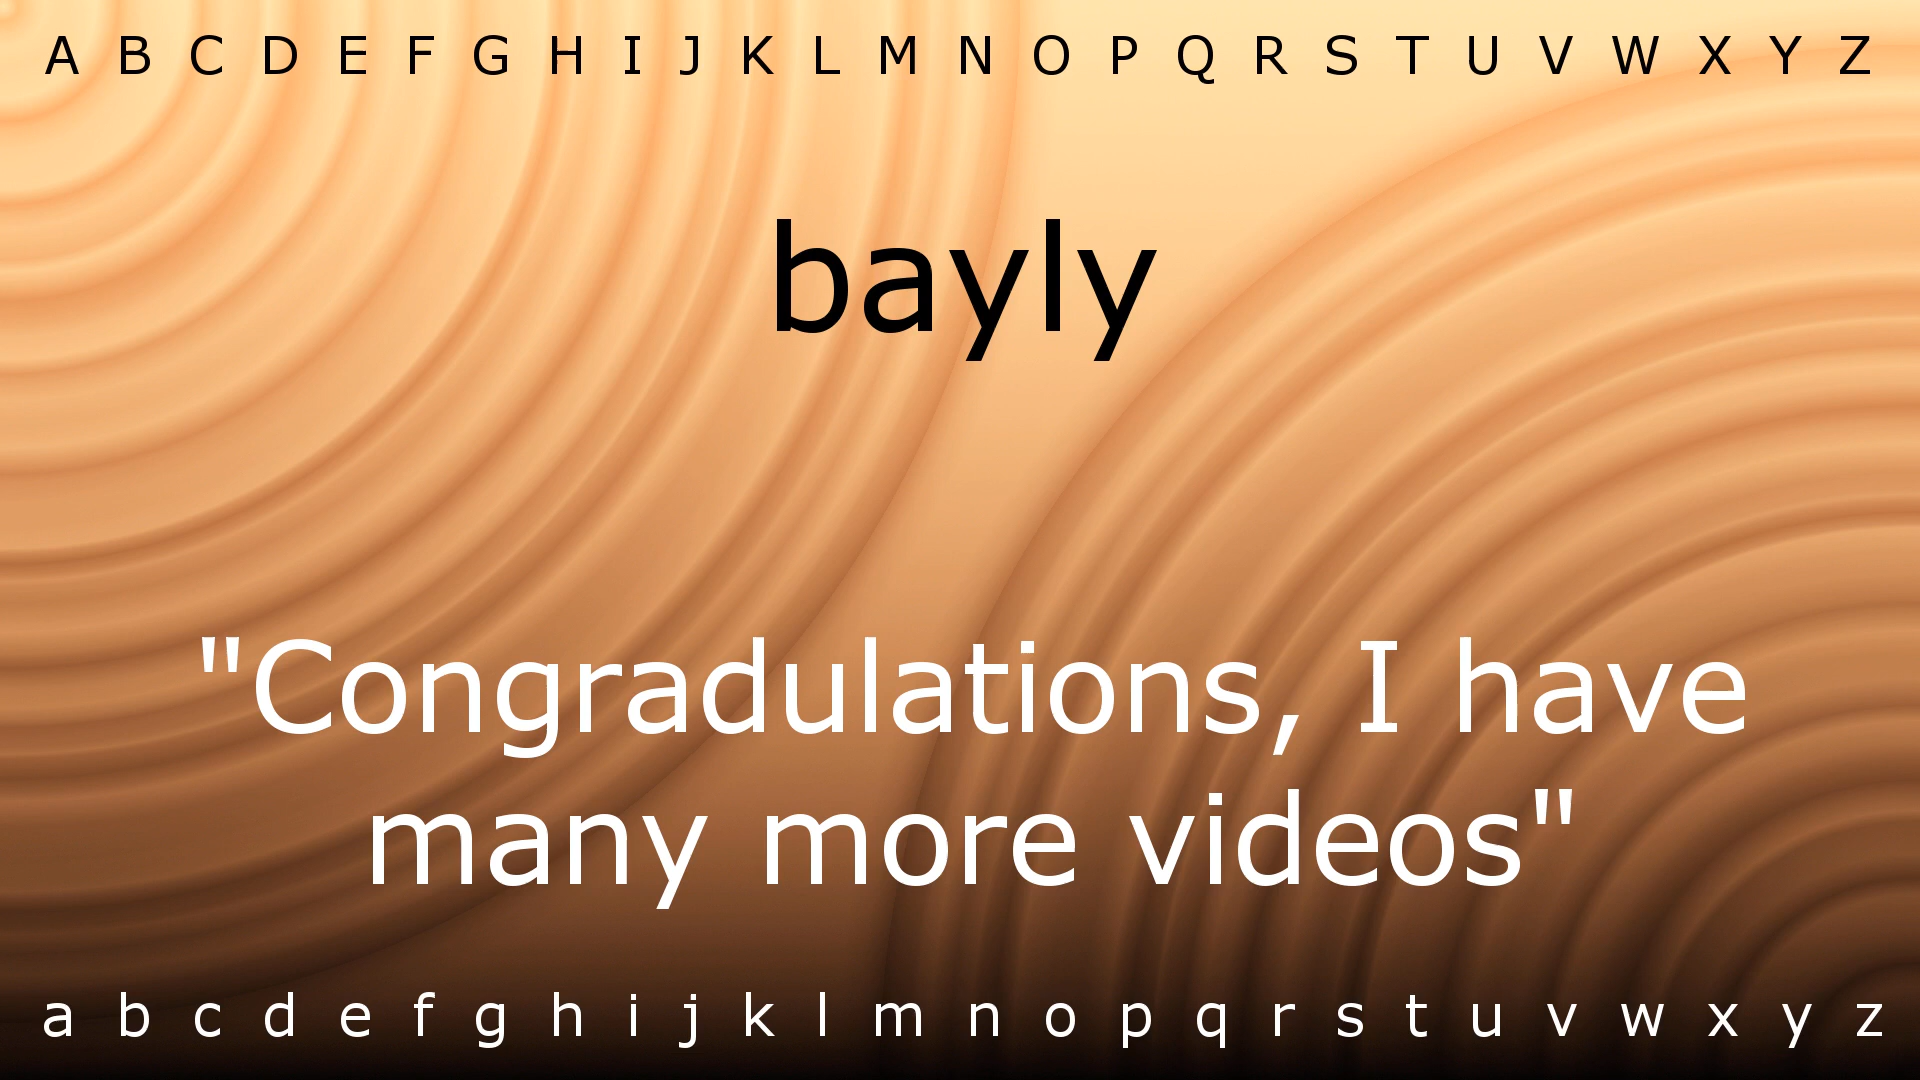 A B C D E F G H I J K L M N O P Q R S T U V W X Y Z
bayly
"Congradulations, I have
many more videos"
a b c d e f g h i j k l m n o p q r s t u v w x y z